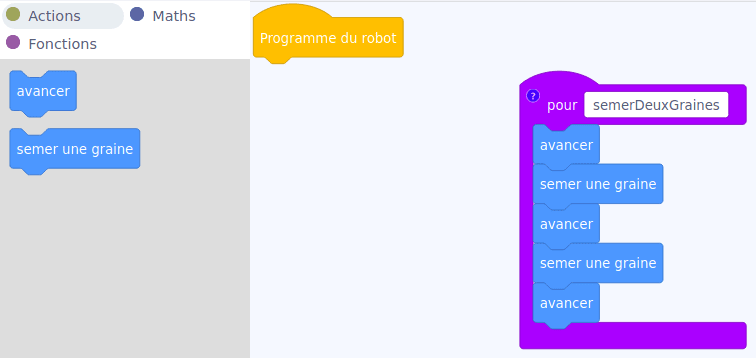 Actions
Maths
Fonctions
avancer
semer une graine
Programme du robot
? pour semerDeuxGraines
avancer
semer une graine
avancer
semer une graine
avancer